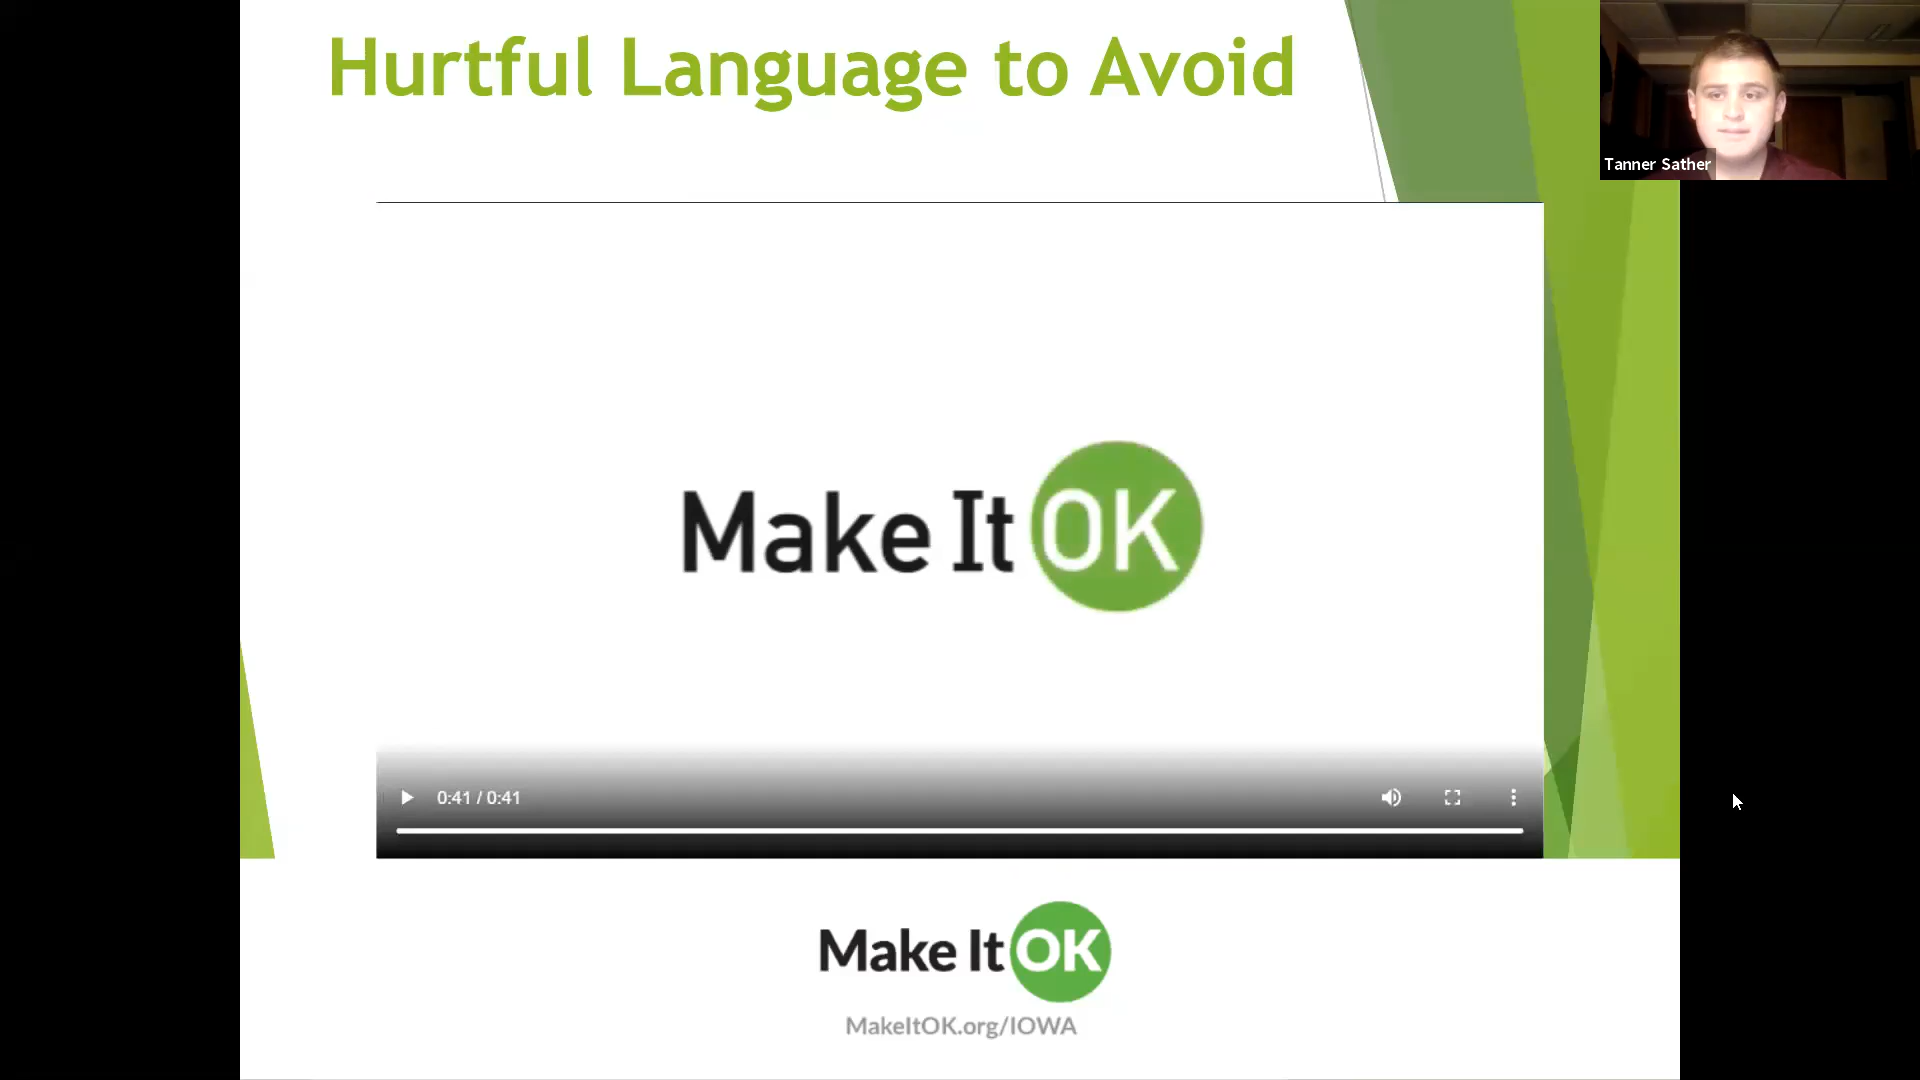 Hurtful Language to Avoid
Tanner Sather
Make It OK
0:41 / 0:41
Make It OK
MakeItOK.org/IOWA